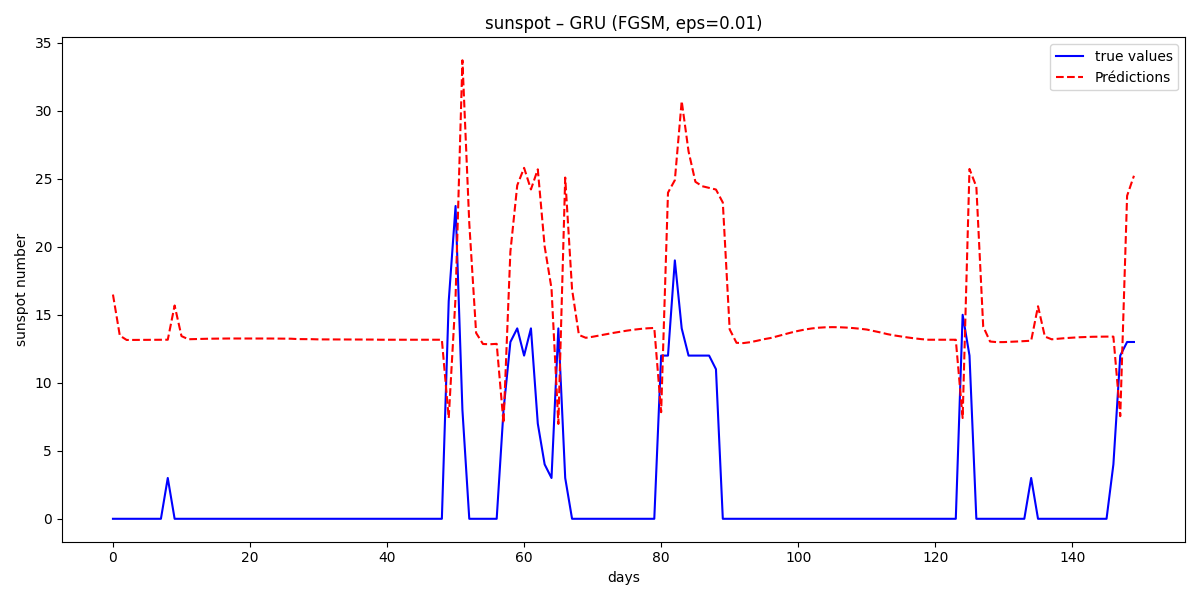 sunspot – GRU (FGSM, eps=0.01)
true values
Prédictions
sunspot number
35
30
25
20
15
10
5
0
0 20 40 60 80 100 120 140
days